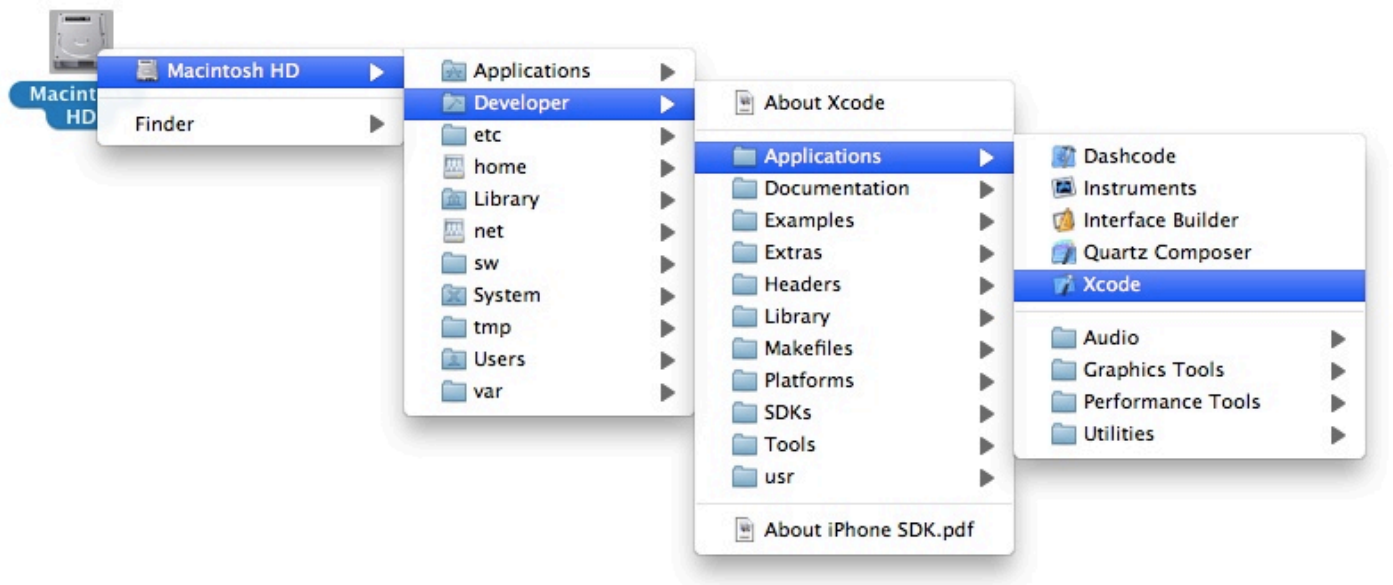 Macint
HD
Macintosh HD
Finder
Applications
Developer
etc
home
Library
net
sw
System
tmp
Users
var
About Xcode
Applications
Documentation
Examples
Extras
Headers
Library
Makefiles
Platforms
SDKs
Tools
usr
About iPhone SDK.pdf
Dashcode
Instruments
Interface Builder
Quartz Composer
Xcode
Audio
Graphics Tools
Performance Tools
Utilities